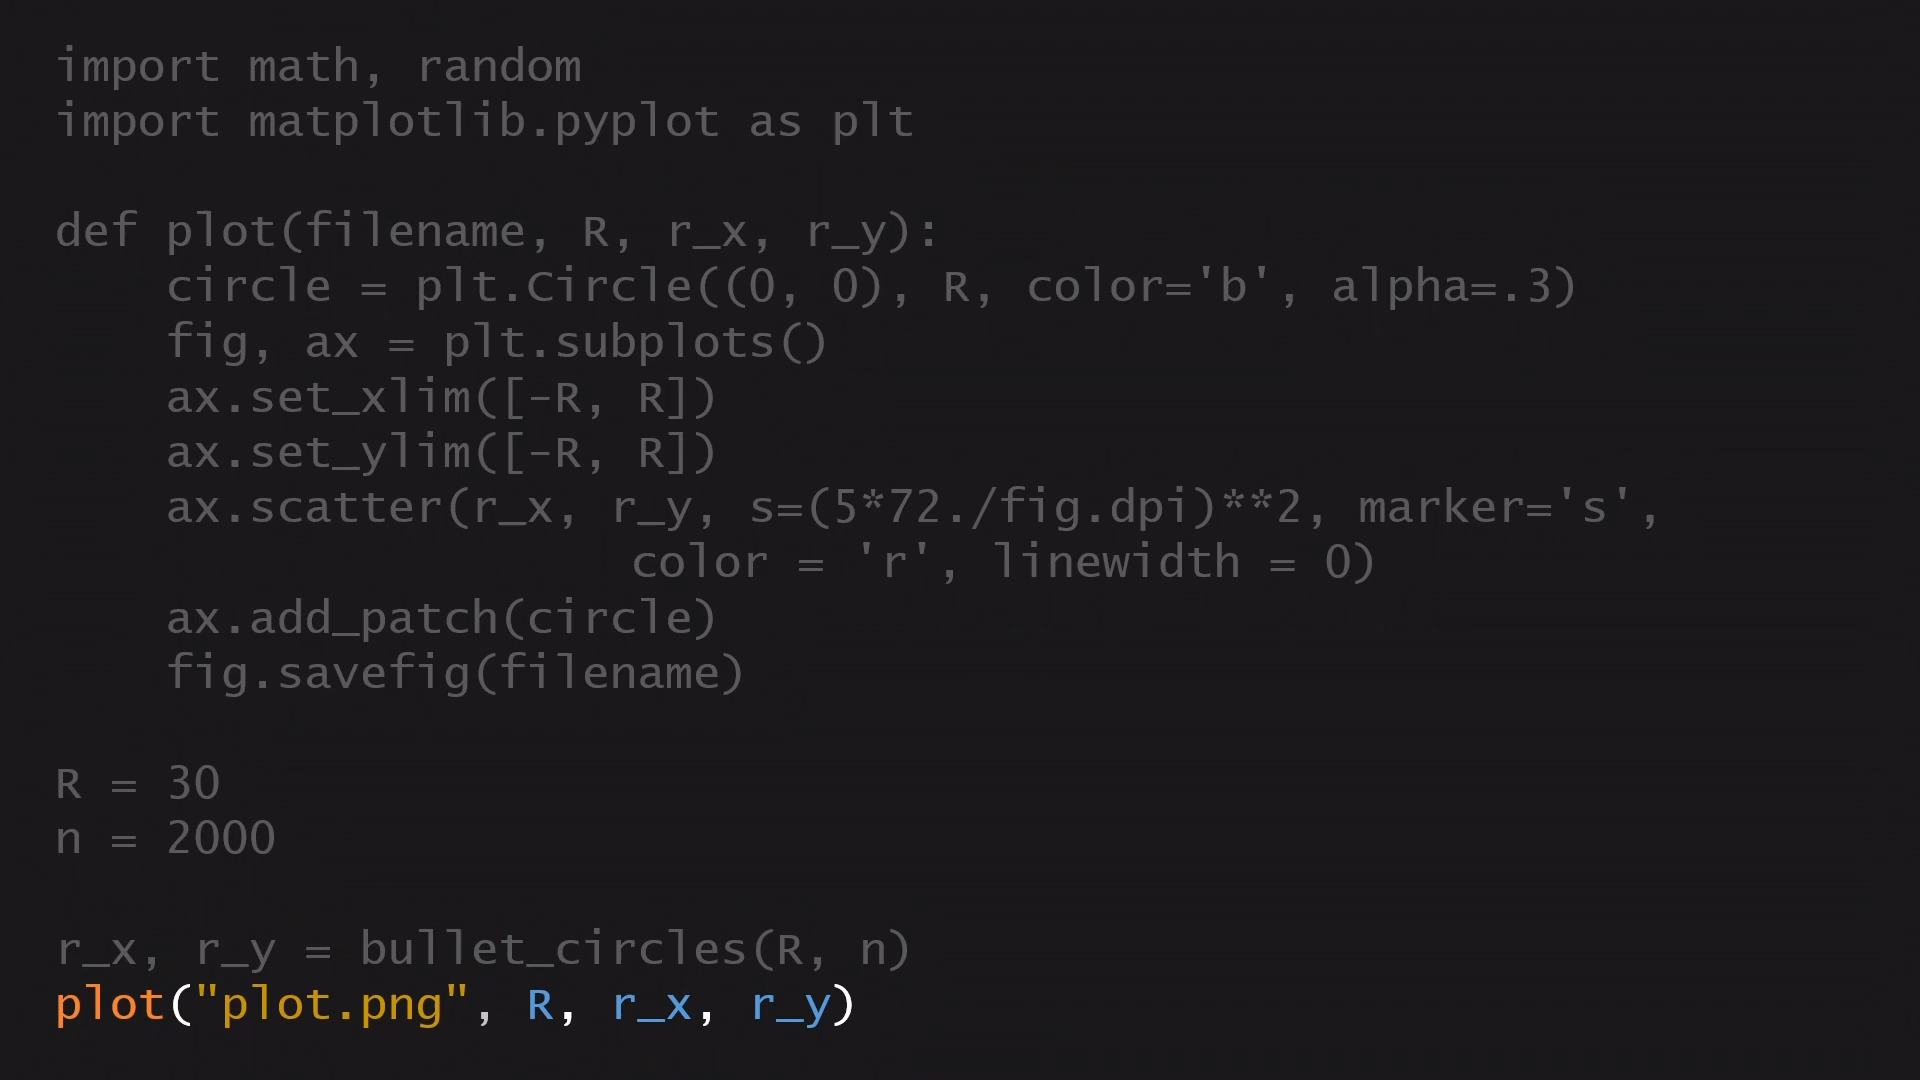 import math, random
import matplotlib.pyplot as plt

def plot(filename, R, r_x, r_y):
    circle = plt.Circle((0, 0), R, color='b', alpha=.3)
    fig, ax = plt.subplots()
    ax.set_xlim([-R, R])
    ax.set_ylim([-R, R])
    ax.scatter(r_x, r_y, s=(5*72./fig.dpi)**2, marker='s',
                     color = 'r', linewidth = 0)
    ax.add_patch(circle)
    fig.savefig(filename)

R = 30
n = 2000

r_x, r_y = bullet_circles(R, n)
plot("plot.png", R, r_x, r_y)